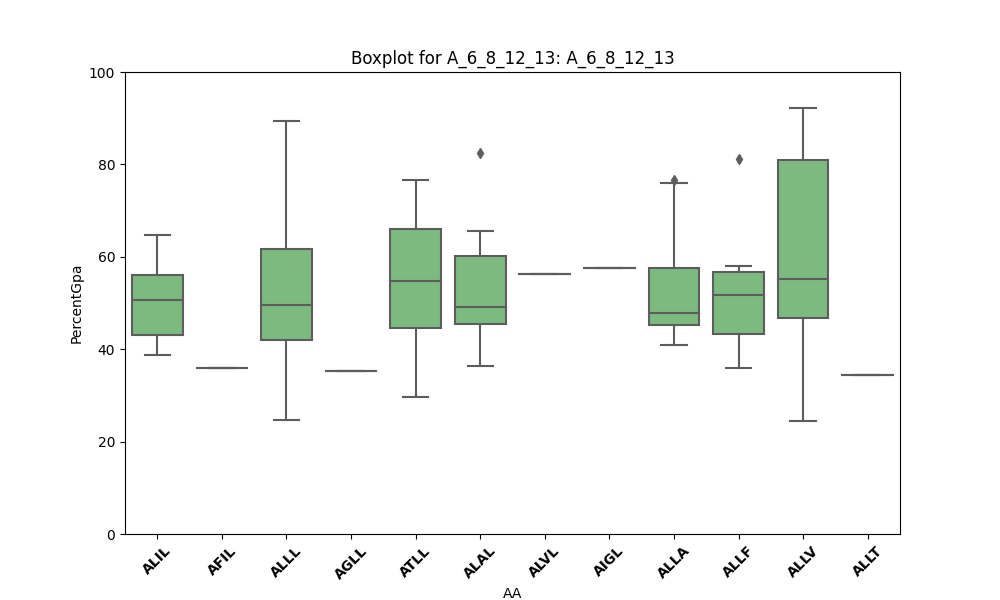 Boxplot for A_6_8_12_13: A_6_8_12_13
100
80
60
40
20
0
PercentGpa
ALIL AFIL ALLL AGLL ATLL ALAL ALVL AIGL ALLA ALLF ALLV ALLT
AA